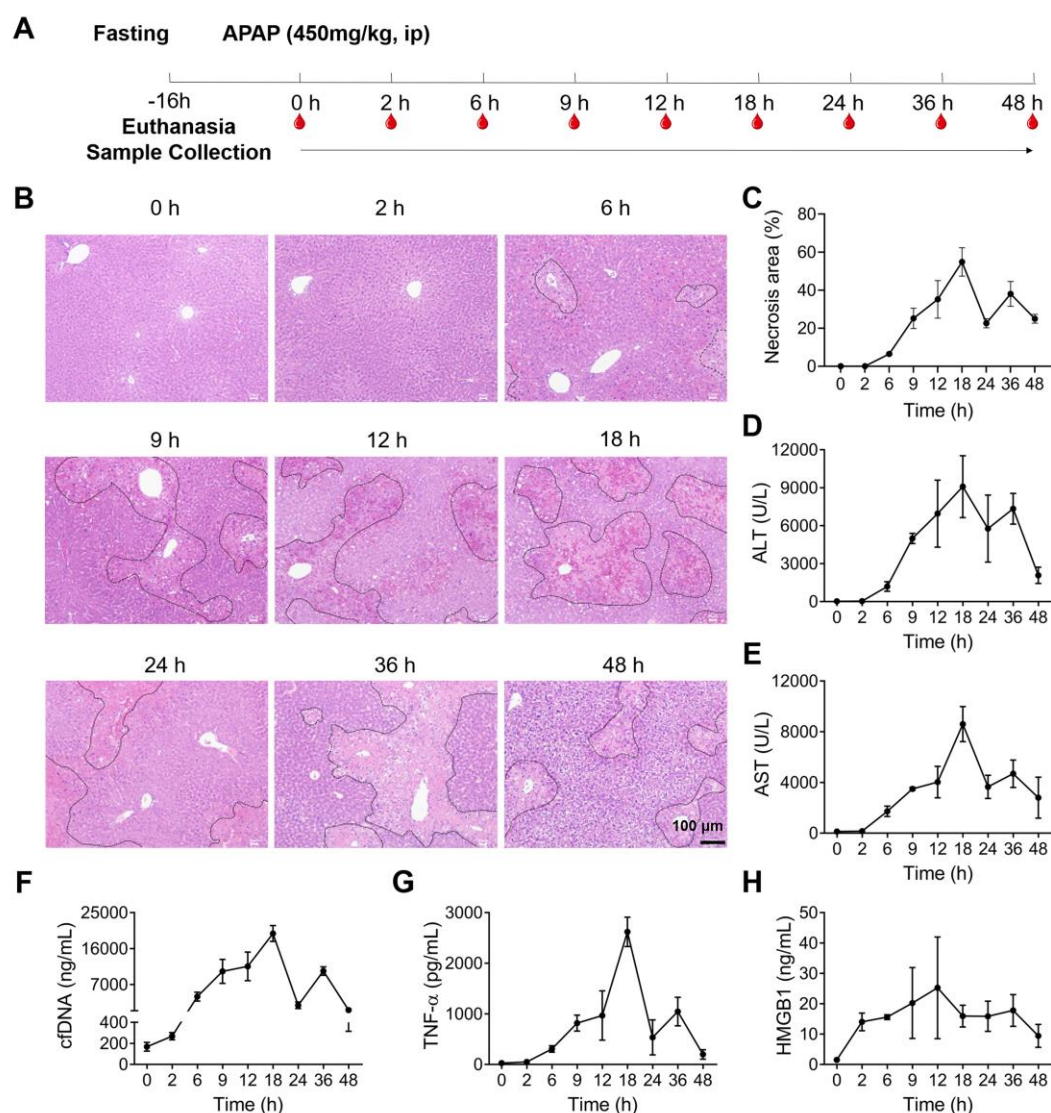 A
Fasting APAP (450mg/kg, ip)
-16h 0 h 2 h 6 h 9 h 12 h 18 h 24 h 36 h 48 h
Euthanasia
Sample Collection
B
0 h 2 h 6 h
9 h 12 h 18 h
24 h 36 h 48 h
100 μm
C
Necrosis area (%)
80
60
40
20
0
0 2 6 9 12 18 24 36 48
Time (h)
D
ALT (U/L)
12000
9000
6000
3000
0
0 2 6 9 12 18 24 36 48
Time (h)
E
AST (U/L)
12000
8000
4000
0
0 2 6 9 12 18 24 36 48
Time (h)
F
cfDNA (ng/mL)
25000
16000
7000
400
200
0
0 2 6 9 12 18 24 36 48
Time (h)
G
TNF-α (pg/mL)
3000
2000
1000
0
0 2 6 9 12 18 24 36 48
Time (h)
H
HMGB1 (ng/mL)
50
40
30
20
10
0
0 2 6 9 12 18 24 36 48
Time (h)